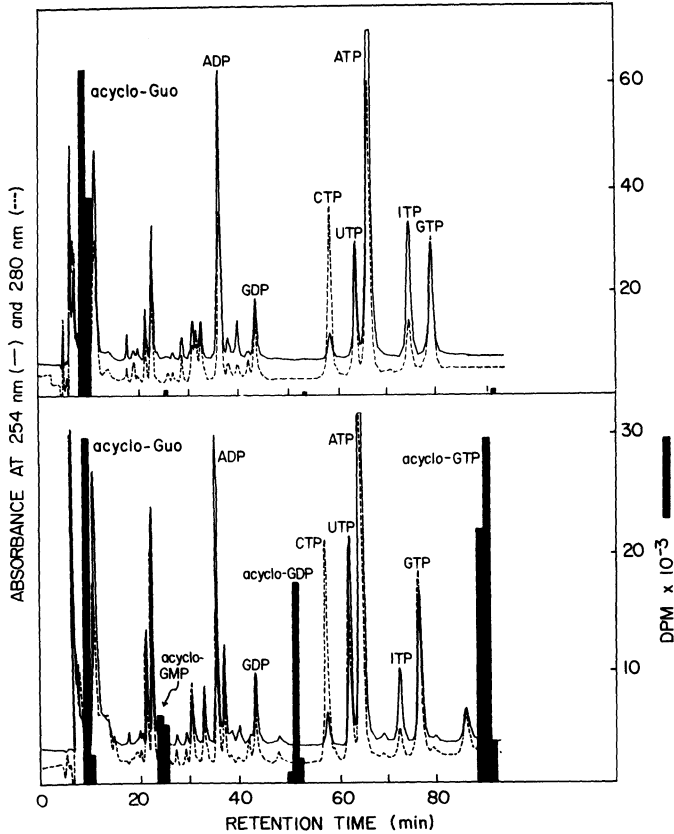 ABSORBANCE AT 254 nm (—) and 280 nm (---)
acyclo-Guo
ADP
GDP
CTP
UTP
ATP
ITP
GTP
60
40
20
acyclo-Guo
acyclo-
GMP
ADP
GDP
acyclo-GDP
CTP
UTP
ATP
ITP
GTP
acyclo-GTP
30
20
10
DPM x 10⁻³
0
20
40
60
80
RETENTION TIME (min)